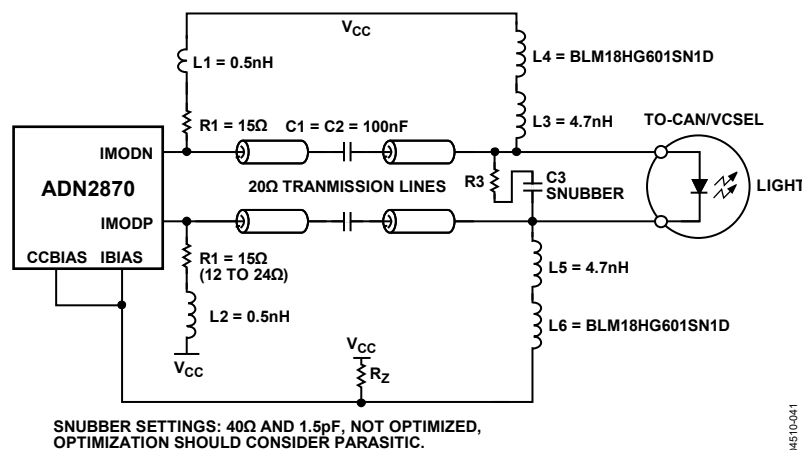 VCC
L1 = 0.5nH
L4 = BLM18HG601SN1D
R1 = 15Ω
C1 = C2 = 100nF
L3 = 4.7nH
TO-CAN/VCSEL
IMODN
ADN2870
20Ω TRANMISSION LINES
R3
C3
SNUBBER
LIGHT
IMODP
CCBIAS
IBIAS
R1 = 15Ω
(12 TO 24Ω)
L5 = 4.7nH
L2 = 0.5nH
L6 = BLM18HG601SN1D
VCC
VCC
RZ
SNUBBER SETTINGS: 40Ω AND 1.5pF, NOT OPTIMIZED,
OPTIMIZATION SHOULD CONSIDER PARASITIC.
04510-041